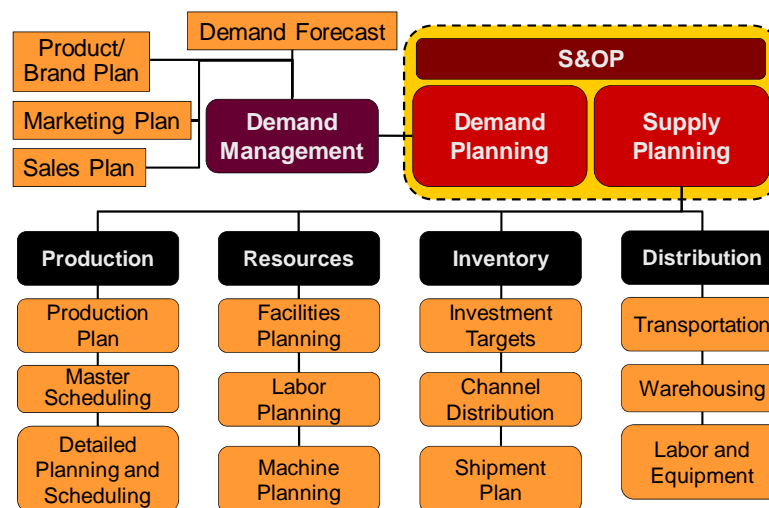 Demand Forecast
Product/
Brand Plan
Marketing Plan
Sales Plan
Demand
Management
S&OP
Demand
Planning
Supply
Planning
Production
Resources
Inventory
Distribution
Production
Plan
Master
Scheduling
Detailed
Planning and
Scheduling
Facilities
Planning
Labor
Planning
Machine
Planning
Investment
Targets
Channel
Distribution
Shipment
Plan
Transportation
Warehousing
Labor and
Equipment